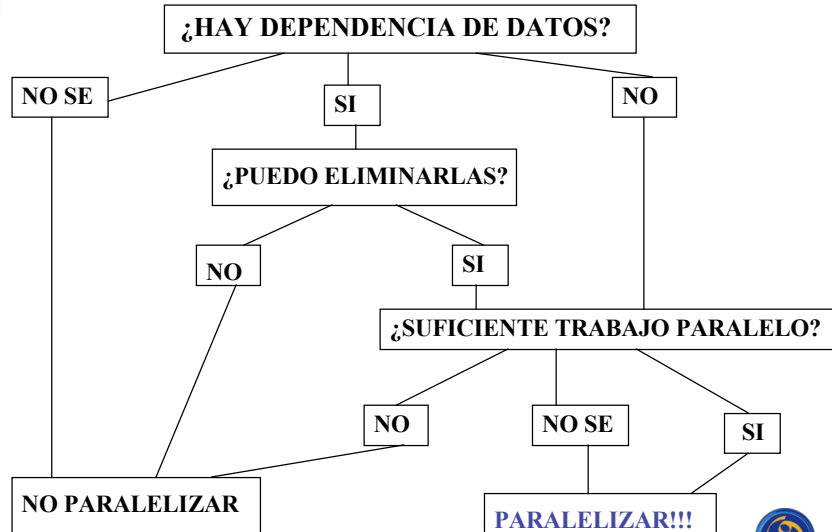 ¿HAY DEPENDENCIA DE DATOS?
NO SE
SI
NO
¿PUEDO ELIMINARLAS?
NO
SI
¿SUFICIENTE TRABAJO PARALELO?
NO
NO SE
SI
NO PARALELIZAR
PARALELIZAR!!!